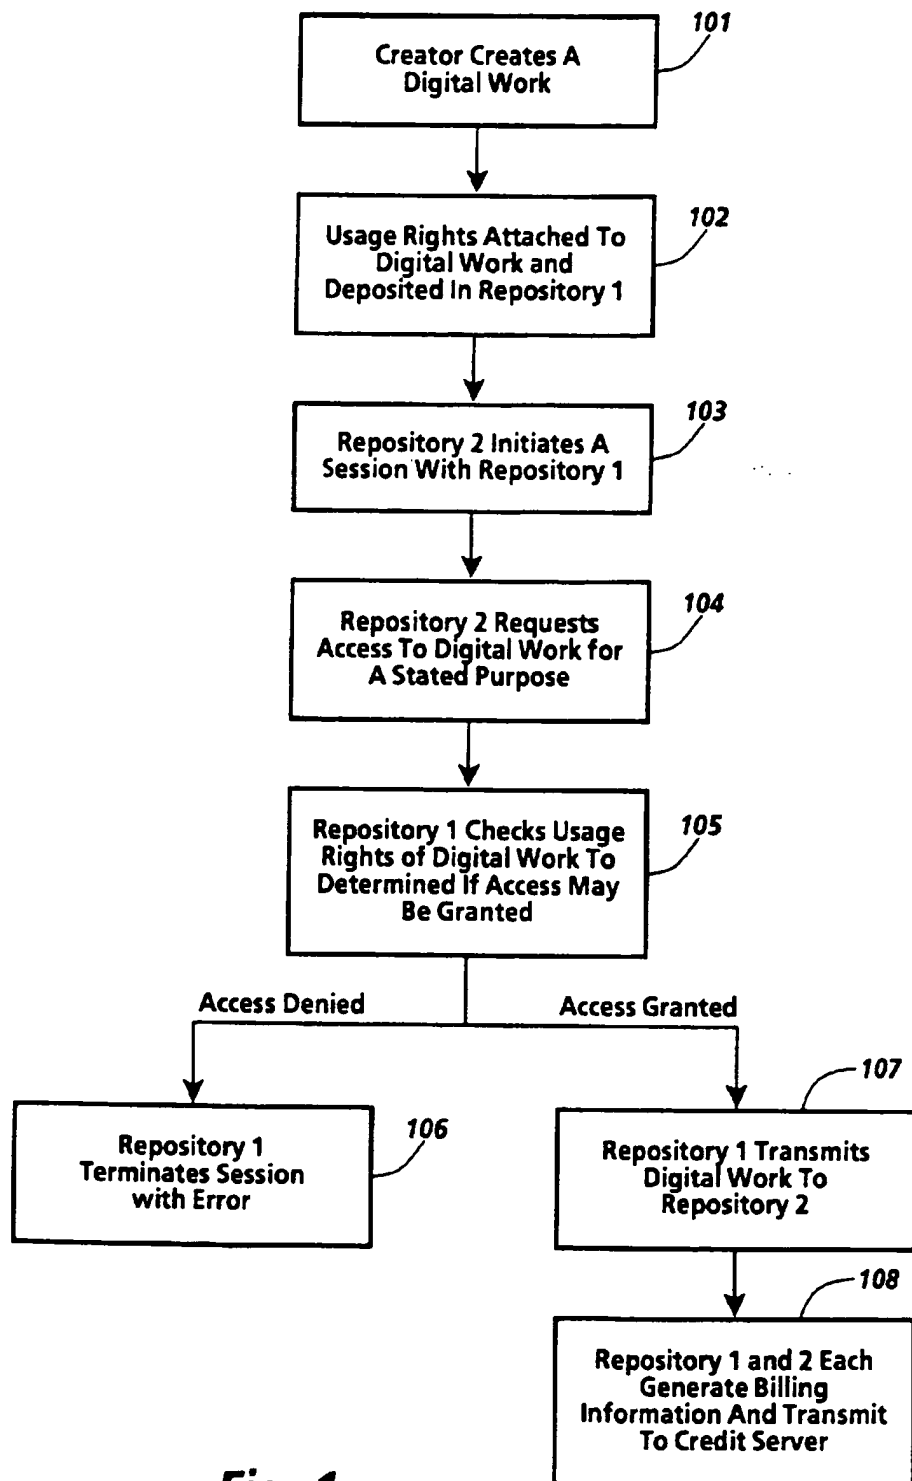 101
Creator Creates A
Digital Work
102
Usage Rights Attached To
Digital Work and
Deposited In Repository 1
103
Repository 2 Initiates A
Session With Repository 1
104
Repository 2 Requests
Access To Digital Work for
A Stated Purpose
105
Repository 1 Checks Usage
Rights of Digital Work To
Determined If Access May
Be Granted
Access Denied
Access Granted
107
106
Repository 1
Terminates Session
with Error
Repository 1 Transmits
Digital Work To
Repository 2
108
Repository 1 and 2 Each
Generate Billing
Information And Transmit
To Credit Server
Fig. 1